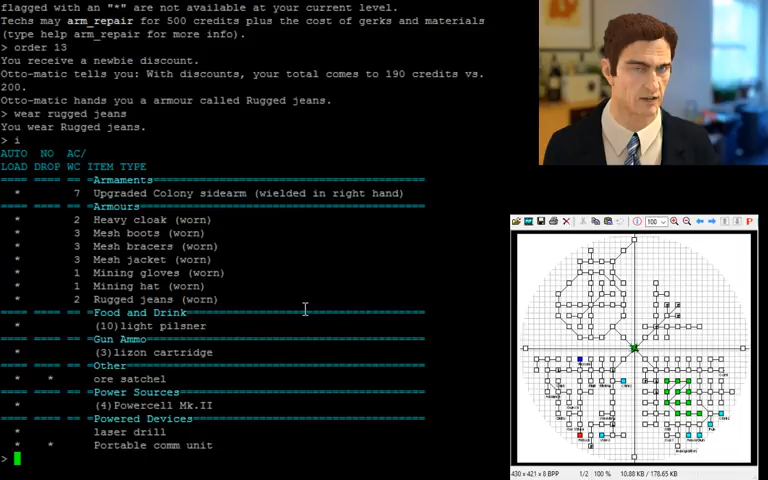 flagged with an "*" are not available at your current level.
Techs may arm_repair for 500 credits plus the cost of gerks and materials
(type help arm_repair for more info).
> order 13
You receive a newbie discount.
Otto-matic tells you: With discounts, your total comes to 190 credits vs.
200.
Otto-matic hands you a armour called Rugged jeans.
> wear rugged jeans
You wear Rugged jeans.
> i
AUTO NO AC/
LOAD DROP WC ITEM TYPE
==== ==== == =Armaments=
* 7 Upgraded Colony sidearm (wielded in right hand)
==== ==== == =Armours=
* 2 Heavy cloak (worn)
* 3 Mesh boots (worn)
* 3 Mesh bracers (worn)
* 3 Mesh jacket (worn)
* 1 Mining gloves (worn)
* 1 Mining hat (worn)
* 2 Rugged jeans (worn)
==== ==== == =Food and Drink=
* (10)light pilsner
==== ==== == =Gun Ammo=
* (3)lizon cartridge
==== ==== == =Other=
* * ore satchel
==== ==== == =Power Sources=
* (4)Powercell Mk.II
==== ==== == =Powered Devices=
* laser drill
* * Portable comm unit
>
100
430 x 421 x 8 BPP 1/2 100 % 10.88 KB / 178.65 KB